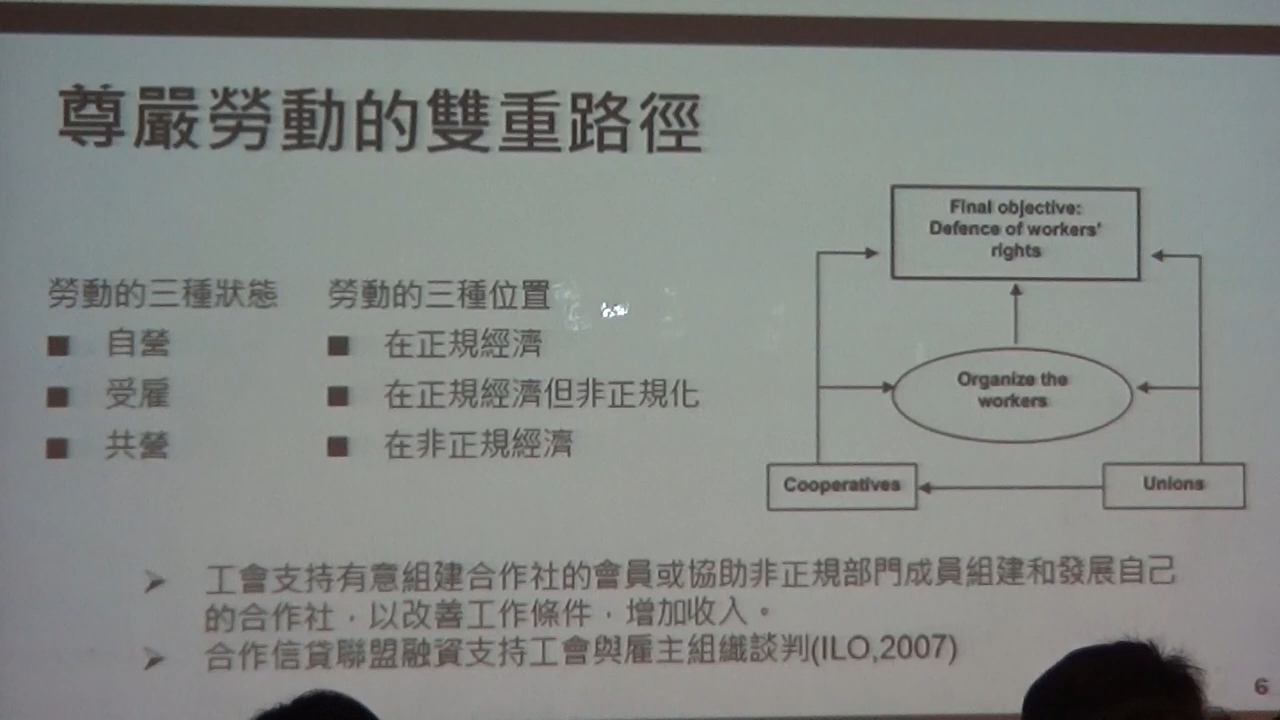 尊嚴勞動的雙重路徑
勞動的三種狀態
■ 自營
■ 受雇
■ 共營
勞動的三種位置
■ 在正規經濟
■ 在正規經濟但非正規化
■ 在非正規經濟
Final objective:
Defence of workers'
rights
Organize the
workers
Cooperatives
Unions
➢ 工會支持有意組建合作社的會員或協助非正規部門成員組建和發展自己
的合作社，以改善工作條件，增加收入。
➢ 合作信貸聯盟融資支持工會與雇主組織談判(ILO,2007)
6